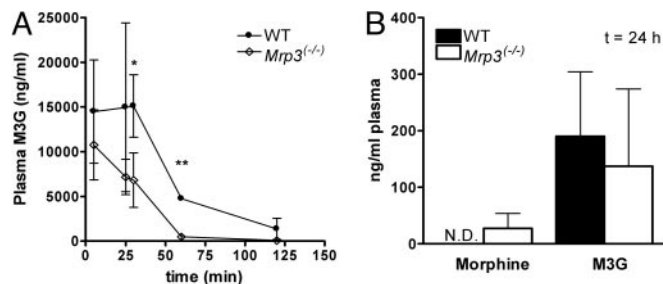 A
Plasma M3G (ng/ml)
25000
20000
15000
10000
5000
0
WT
Mrp3(-/-)
*
**
0 25 50 75 100 125 150
time (min)
B
ng/ml plasma
400
300
200
100
0
WT
Mrp3(-/-)
t = 24 h
N.D.
Morphine M3G